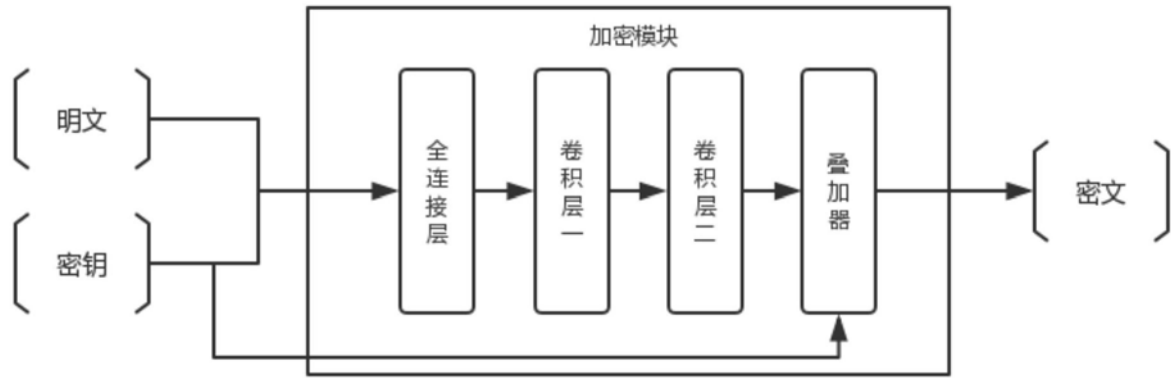 加密模块
明文
密钥
全连接层
卷积层一
卷积层二
叠加器
密文